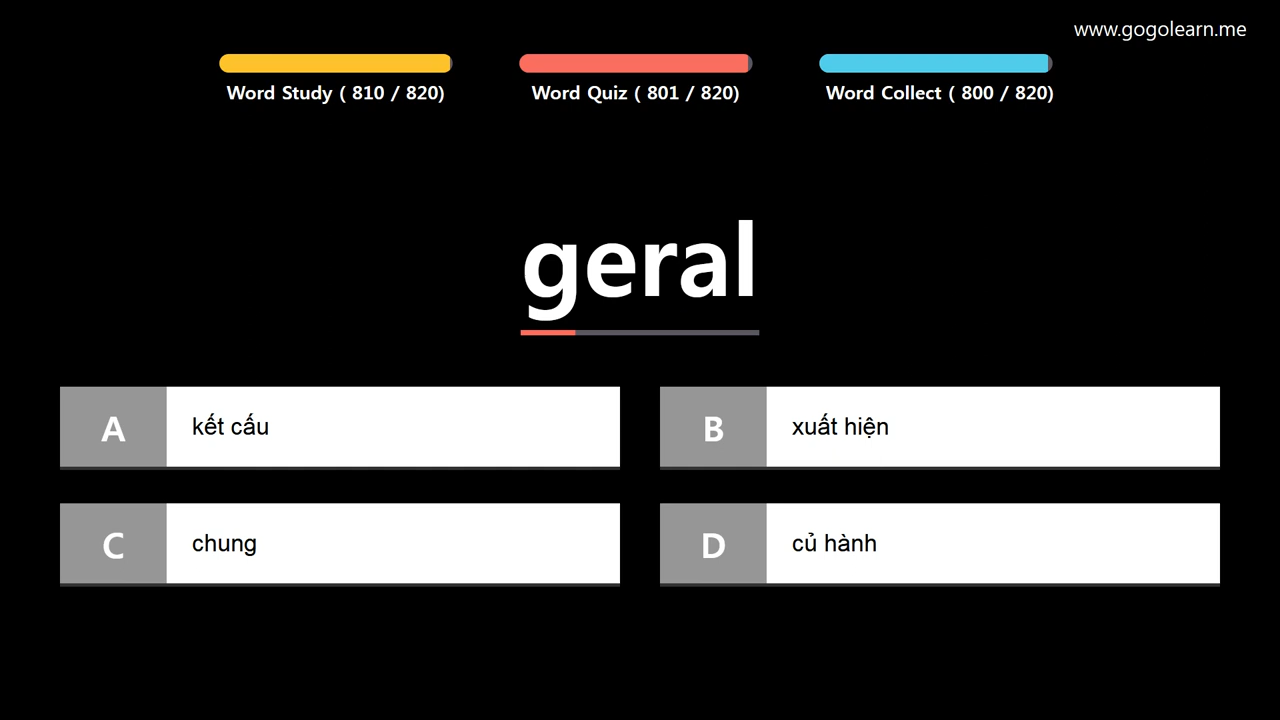 www.gogolearn.me
Word Study ( 810 / 820)
Word Quiz ( 801 / 820)
Word Collect ( 800 / 820)
geral
A
kết cấu
B
xuất hiện
C
chung
D
củ hành